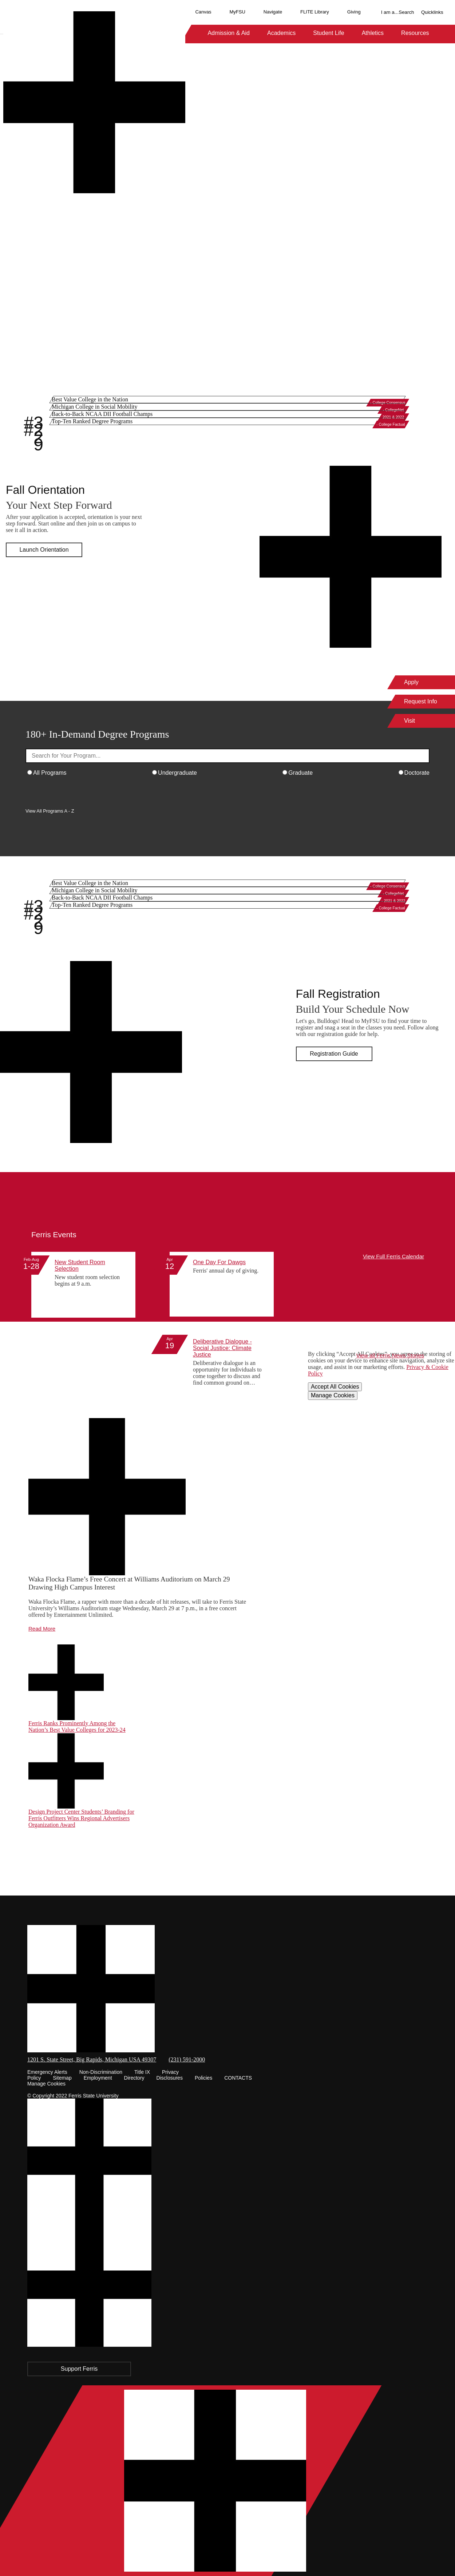 Canvas MyFSU Navigate FLITE Library Giving I am a... Search Quicklinks
Admission & Aid Academics Student Life Athletics Resources
Best Value College in the Nation
College Consensus
Michigan College in Social Mobility
CollegeNet
Back-to-Back NCAA DII Football Champs
2022 & 2021
Top-Ten Ranked Degree Programs
College Factual
#3
#2
2
9
Fall Orientation
Your Next Step Forward
After your application is accepted, orientation is your next
step forward. Start online and then join us on campus to
see it all in action.
Launch Orientation
Apply
Request Info
Visit
180+ In-Demand Degree Programs
Search for Your Program...
All Programs Undergraduate Graduate Doctorate
View All Programs A - Z
Best Value College in the Nation
College Consensus
Michigan College in Social Mobility
CollegeNet
Back-to-Back NCAA DII Football Champs
2022 & 2021
Top-Ten Ranked Degree Programs
College Factual
#3
#2
2
9
Fall Registration
Build Your Schedule Now
Let's go, Bulldogs! Head to MyFSU to find your time to
register and snag a seat in the classes you need. Follow along
with our registration guide for help.
Registration Guide
Ferris Events
View Full Ferris Calendar
Feb-Aug
1-28
New Student Room
Selection
New student room selection
begins at 9 a.m.
Apr
12
One Day For Dawgs
Ferris' annual day of giving.
Apr
19
Deliberative Dialogue -
Social Justice: Climate
Justice
Deliberative dialogue is an
opportunity for individuals to
come together to discuss and
find common ground on…
By clicking “Accept All Cookies”, you agree to the storing of
cookies on your device to enhance site navigation, analyze site
usage, and assist in our marketing efforts. Privacy & Cookie
Policy
Accept All Cookies
Manage Cookies
Waka Flocka Flame’s Free Concert at Williams Auditorium on March 29
Drawing High Campus Interest
Waka Flocka Flame, a rapper with more than a decade of hit releases, will take to Ferris State
University’s Williams Auditorium stage Wednesday, March 29 at 7 p.m., in a free concert
offered by Entertainment Unlimited.
Read More
Ferris Ranks Prominently Among the
Nation’s Best Value Colleges for 2023-24
Design Project Center Students’ Branding for
Ferris Outfitters Wins Regional Advertisers
Organization Award
1201 S. State Street, Big Rapids, Michigan USA 49307 (231) 591-2000
Emergency Alerts Non-Discrimination Title IX Privacy
Policy Sitemap Employment Directory Disclosures Policies CONTACTS
Manage Cookies
© Copyright 2022 Ferris State University
Support Ferris